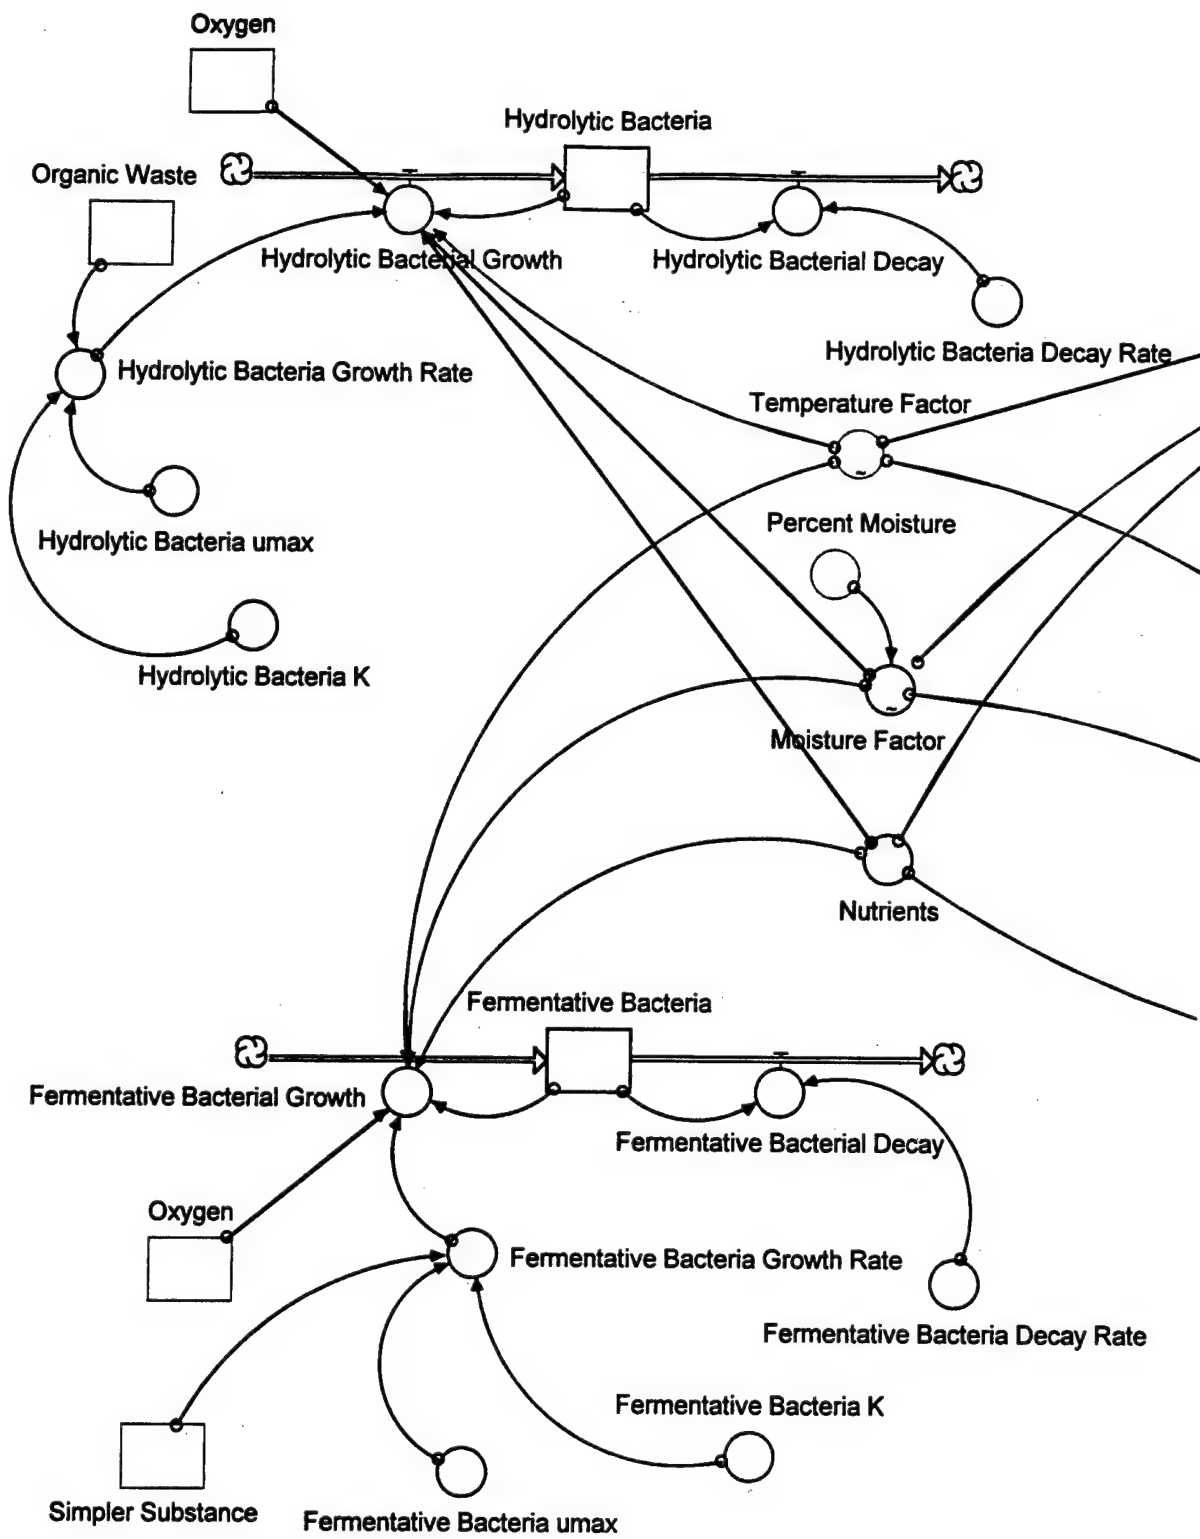 Oxygen
Hydrolytic Bacteria
Organic Waste
Hydrolytic Bacterial Growth
Hydrolytic Bacterial Decay
Hydrolytic Bacteria Decay Rate
Hydrolytic Bacteria Growth Rate
Temperature Factor
~
Percent Moisture
Hydrolytic Bacteria umax
Hydrolytic Bacteria K
~
Moisture Factor
Nutrients
Fermentative Bacteria
Fermentative Bacterial Growth
Fermentative Bacterial Decay
Oxygen
Fermentative Bacteria Growth Rate
Fermentative Bacteria Decay Rate
Fermentative Bacteria K
Simpler Substance
Fermentative Bacteria umax